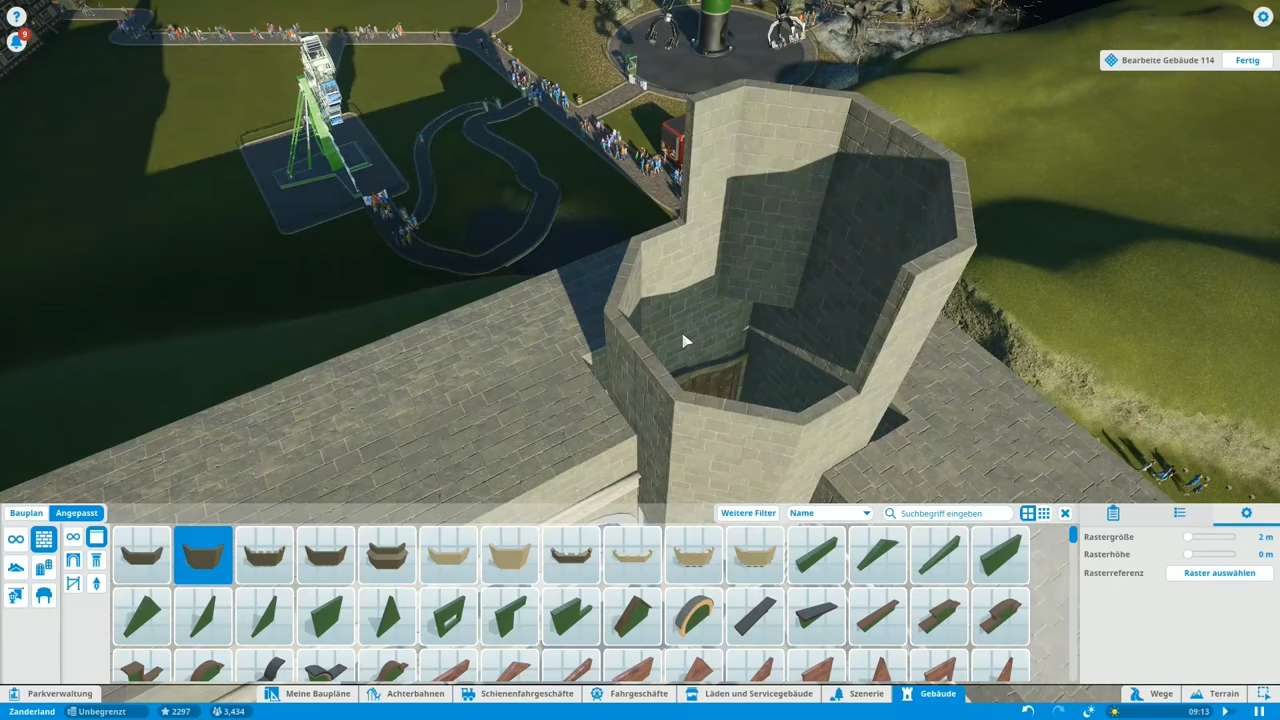 ?
9
Bearbeite Gebäude 114 Fertig
Bauplan Angepasst
Weitere Filter Name Suchbegriff eingeben
Rastergröße 2 m
Rasterhöhe 0 m
Rasterreferenz Raster auswählen
Parkverwaltung Meine Baupläne Achterbahnen Schienenfahrgeschäfte Fahrgeschäfte Läden und Servicegebäude Szenerie Gebäude Wege Terrain
Zanderland Unbegrenzt 2297 3,434 09:13